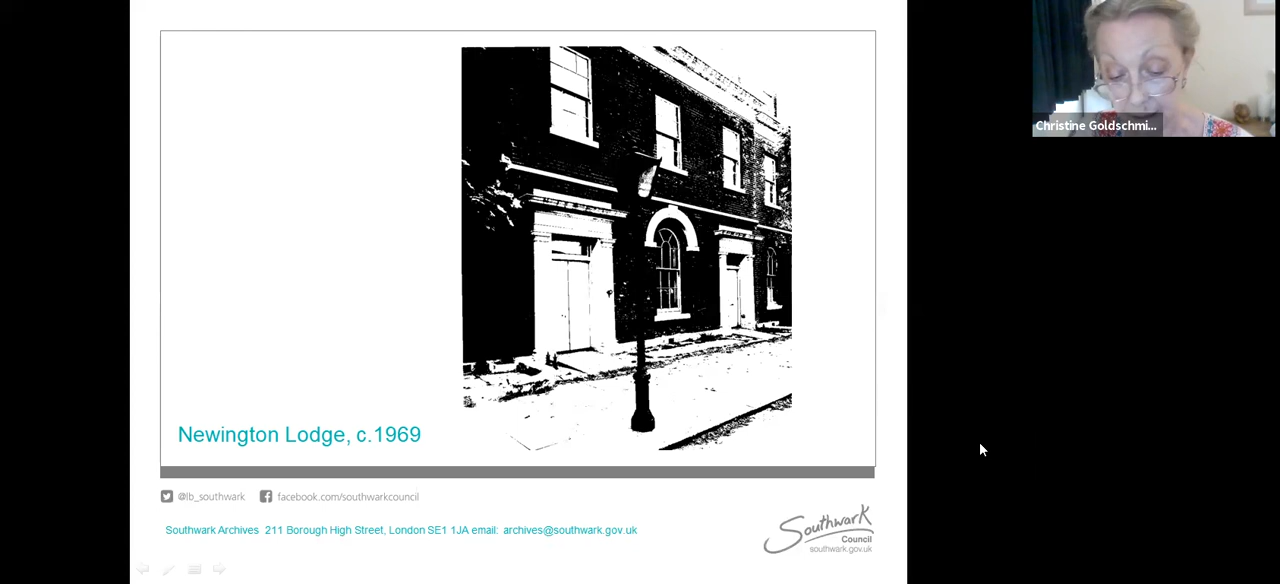 Christine Goldschmi...
Newington Lodge, c.1969
@lb_southwark facebook.com/southwarkcouncil
Southwark Archives 211 Borough High Street, London SE1 1JA email: archives@southwark.gov.uk
Southwark
Council
southwark.gov.uk